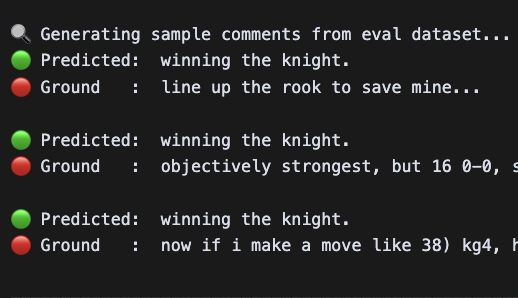 🔍 Generating sample comments from eval dataset...
🟢 Predicted: winning the knight.
🔴 Ground : line up the rook to save mine...
🟢 Predicted: winning the knight.
🔴 Ground : objectively strongest, but 16 0-0, s
🟢 Predicted: winning the knight.
🔴 Ground : now if i make a move like 38) kg4, h